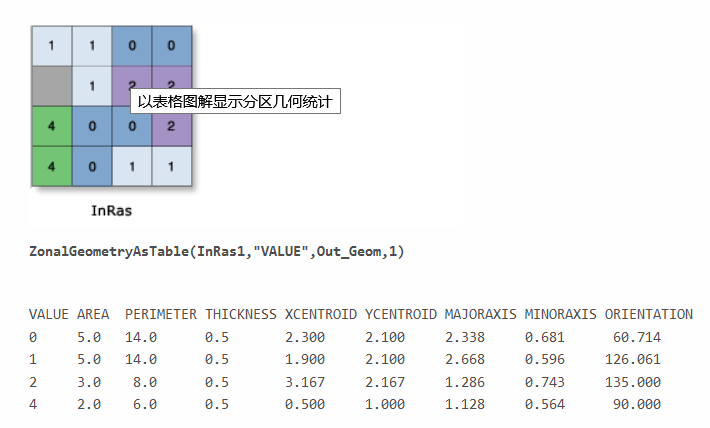 1 1 0 0
1 2 2
以表格图解显示分区几何统计
4 0 0 2
4 0 1 1
InRas
ZonalGeometryAsTable(InRas1,"VALUE",Out_Geom,1)
VALUE AREA PERIMETER THICKNESS XCENTROID YCENTROID MAJORAXIS MINORAXIS ORIENTATION
0 5.0 14.0 0.5 2.300 2.100 2.338 0.681 60.714
1 5.0 14.0 0.5 1.900 2.100 2.668 0.596 126.061
2 3.0 8.0 0.5 3.167 2.167 1.286 0.743 135.000
4 2.0 6.0 0.5 0.500 1.000 1.128 0.564 90.000